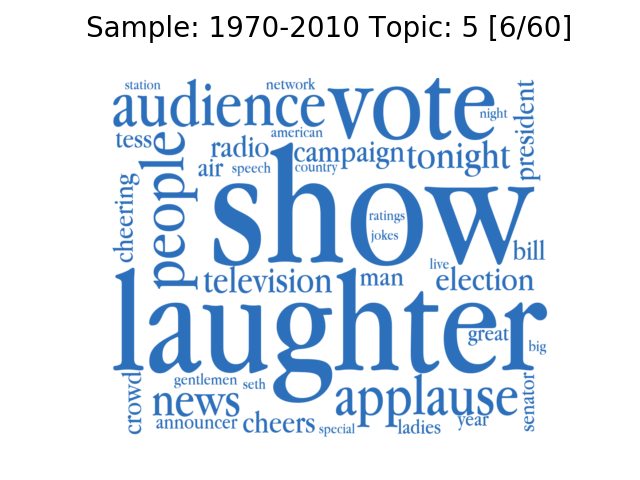 Sample: 1970-2010 Topic: 5 [6/60]
station
network
audience
vote
night
president
tess
american
people
radio
campaign
tonight
air
speech
country
cheering
show
ratings
jokes
bill
live
television
man
election
laughter
great
big
crowd
gentlemen
seth
news
applause
senator
announcer
cheers
special
ladies
year